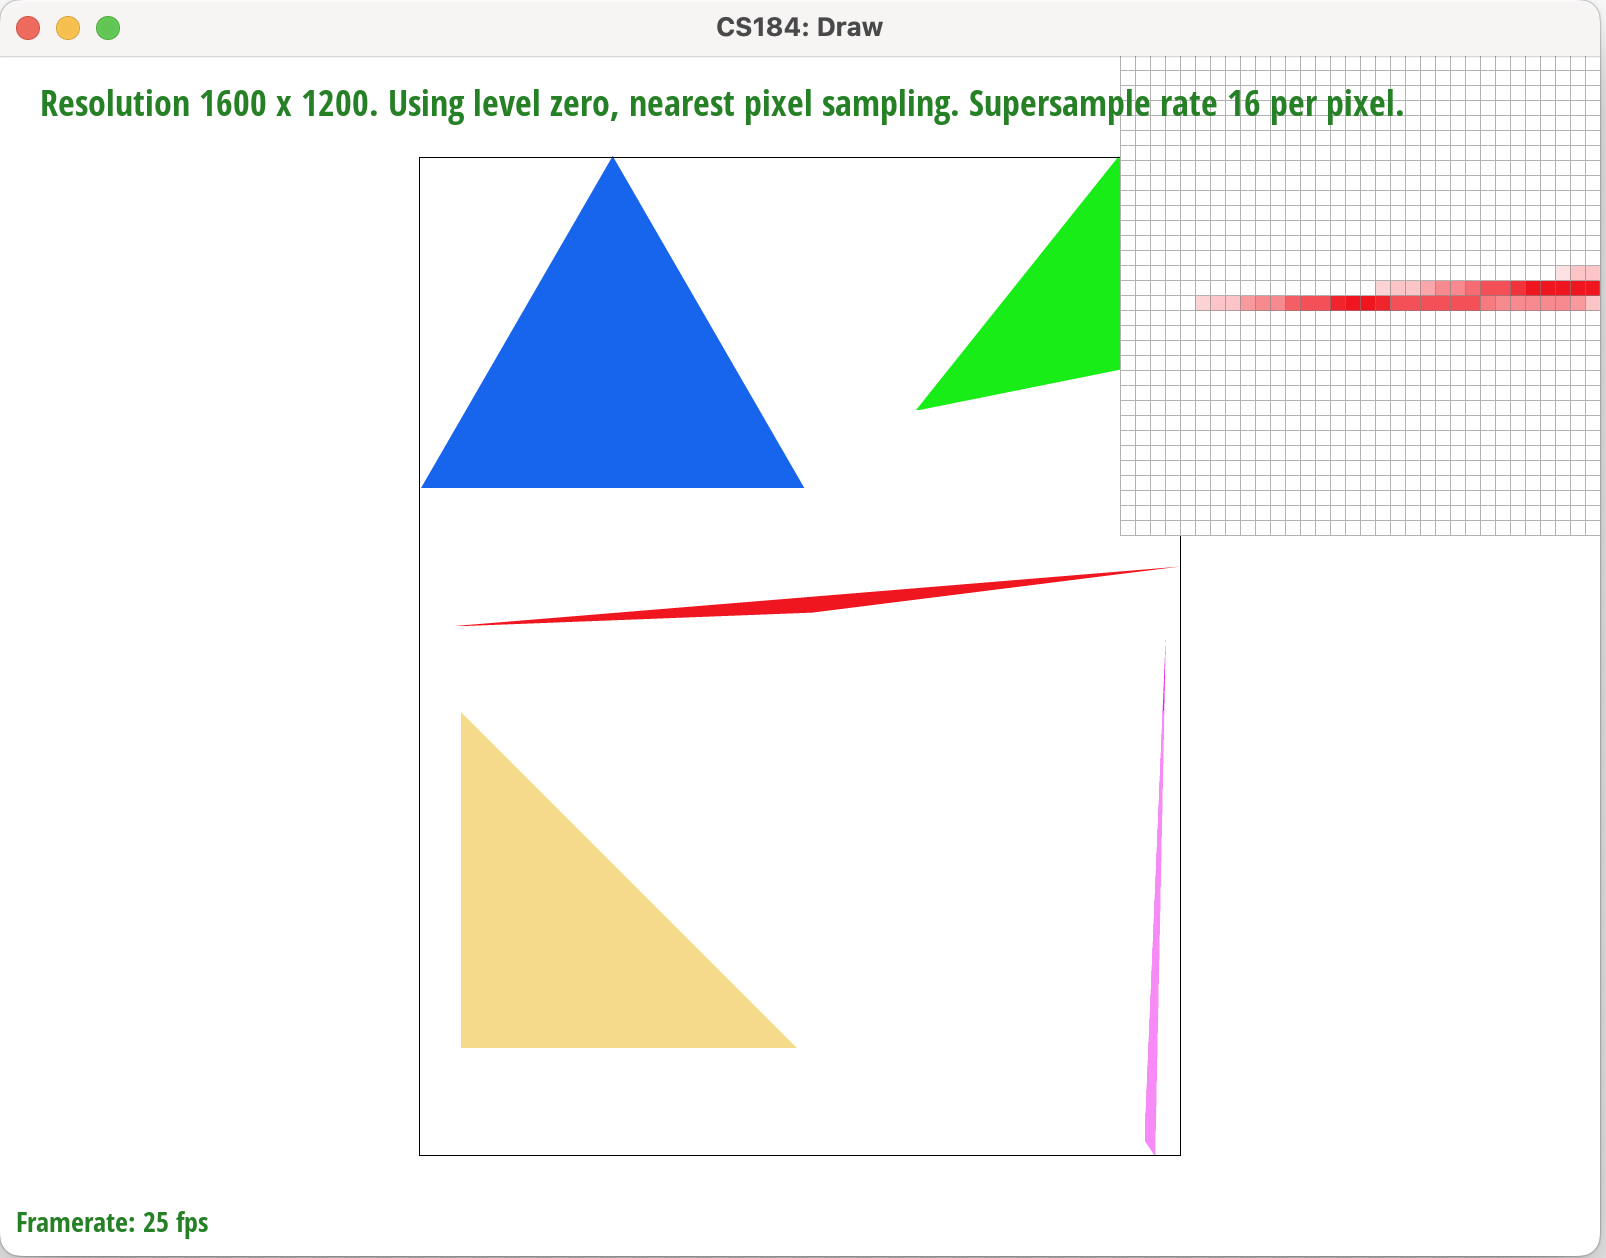 CS184: Draw
Resolution 1600 x 1200. Using level zero, nearest pixel sampling. Supersample rate 16 per pixel.
Framerate: 25 fps